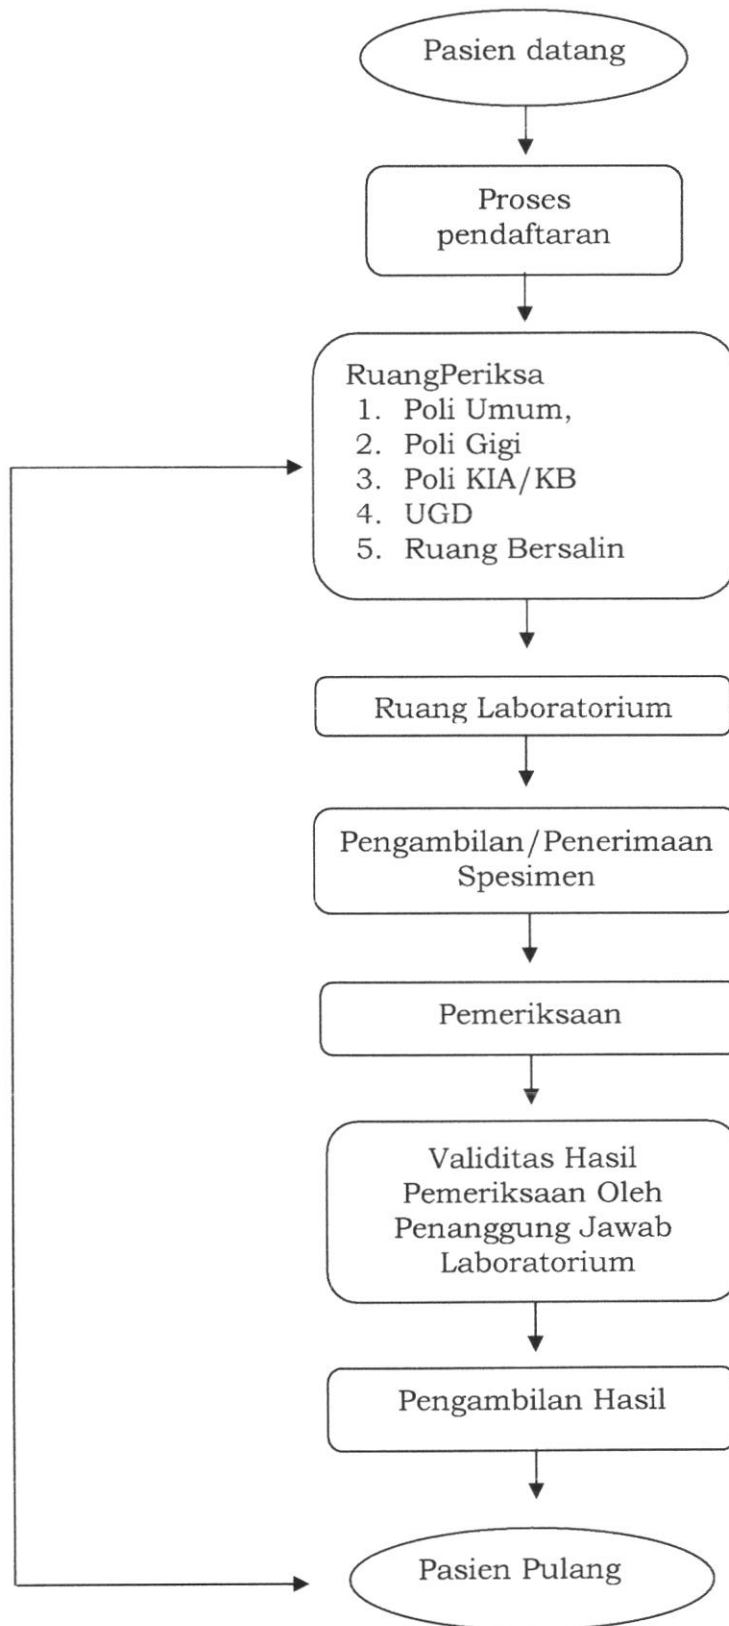 Pasien datang
Proses
pendaftaran
RuangPeriksa
1. Poli Umum,
2. Poli Gigi
3. Poli KIA/KB
4. UGD
5. Ruang Bersalin
Ruang Laboratorium
Pengambilan/Penerimaan
Spesimen
Pemeriksaan
Validitas Hasil
Pemeriksaan Oleh
Penanggung Jawab
Laboratorium
Pengambilan Hasil
Pasien Pulang